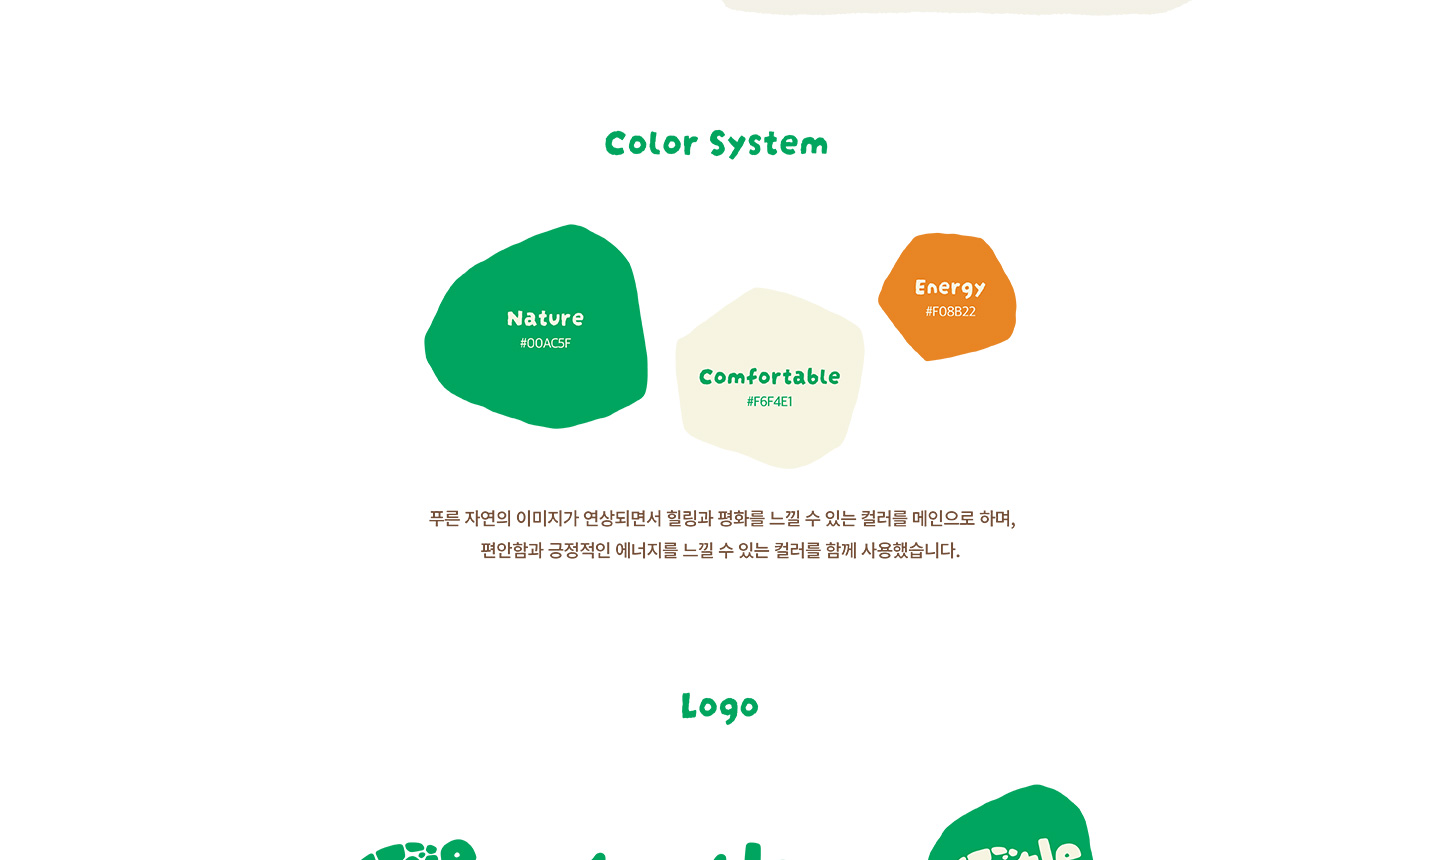 Color System
Nature
#00AC5F
Energy
#F08B22
Comfortable
#F6F4E1
푸른 자연의 이미지가 연상되면서 힐링과 평화를 느낄 수 있는 컬러를 메인으로 하며,
편안함과 긍정적인 에너지를 느낄 수 있는 컬러를 함께 사용했습니다.
Logo